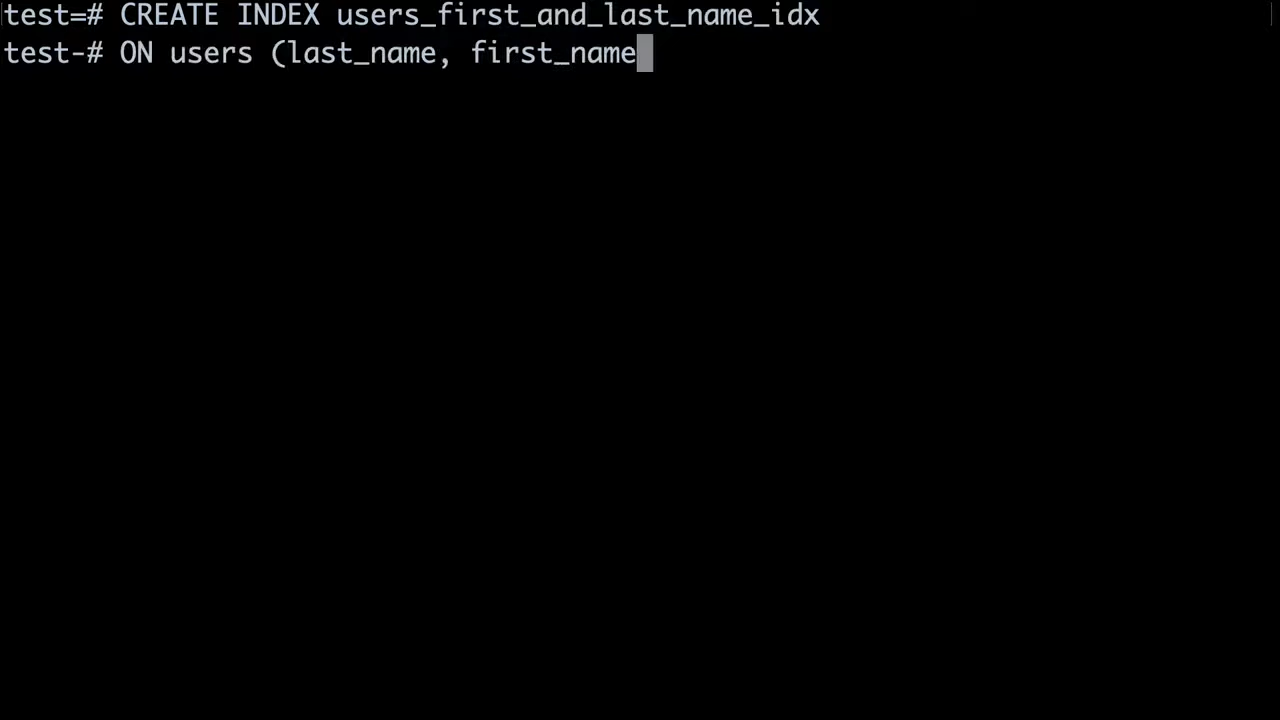 test=# CREATE INDEX users_first_and_last_name_idx
test-# ON users (last_name, first_name